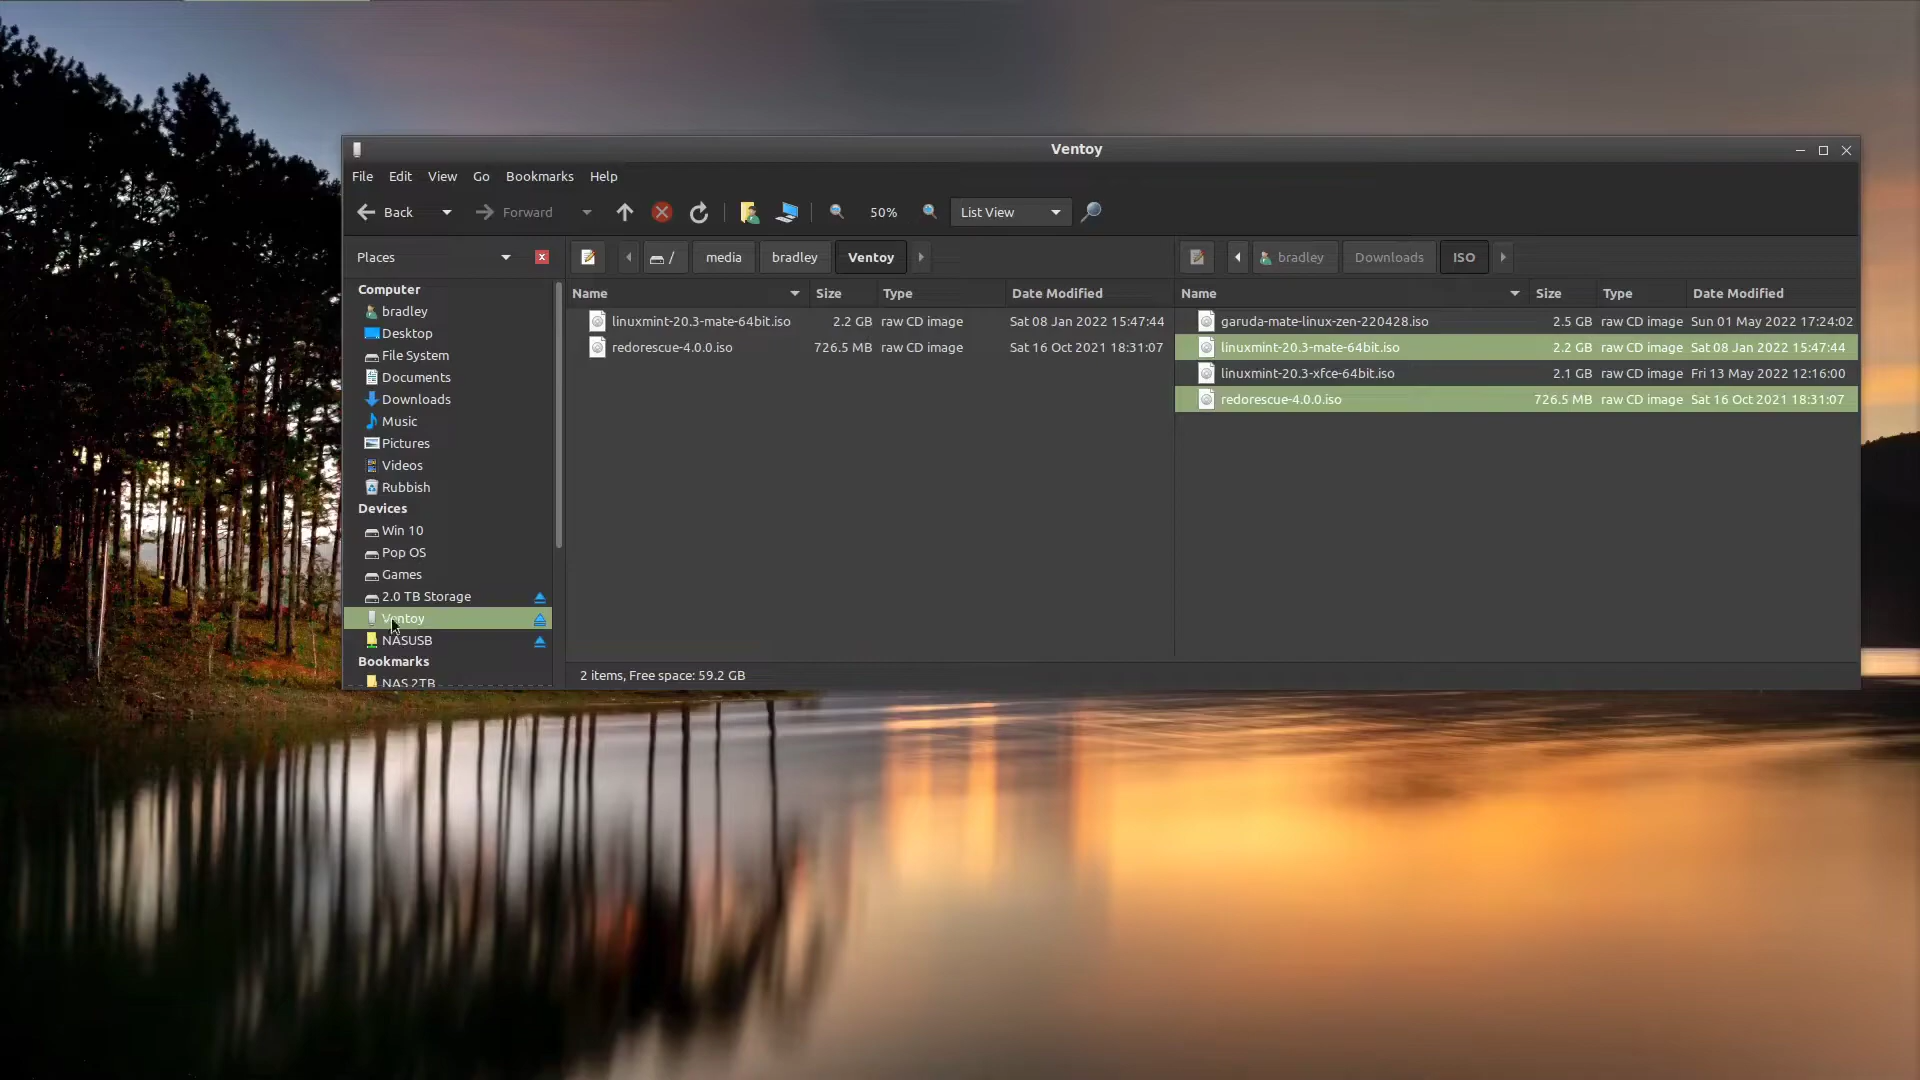 Ventoy
File Edit View Go Bookmarks Help
Back Forward 50% List View
Places / media bradley Ventoy bradley Downloads ISO
Computer
bradley
Desktop
File System
Documents
Downloads
Music
Pictures
Videos
Rubbish
Devices
Win 10
Pop OS
Games
2.0 TB Storage
Ventoy
NASUSB
Bookmarks
NAS 2TB
Name Size Type Date Modified
linuxmint-20.3-mate-64bit.iso 2.2 GB raw CD image Sat 08 Jan 2022 15:47:44
redorescue-4.0.0.iso 726.5 MB raw CD image Sat 16 Oct 2021 18:31:07
Name Size Type Date Modified
garuda-mate-linux-zen-220428.iso 2.5 GB raw CD image Sun 01 May 2022 17:24:02
linuxmint-20.3-mate-64bit.iso 2.2 GB raw CD image Sat 08 Jan 2022 15:47:44
linuxmint-20.3-xfce-64bit.iso 2.1 GB raw CD image Fri 13 May 2022 12:16:00
redorescue-4.0.0.iso 726.5 MB raw CD image Sat 16 Oct 2021 18:31:07
2 items, Free space: 59.2 GB